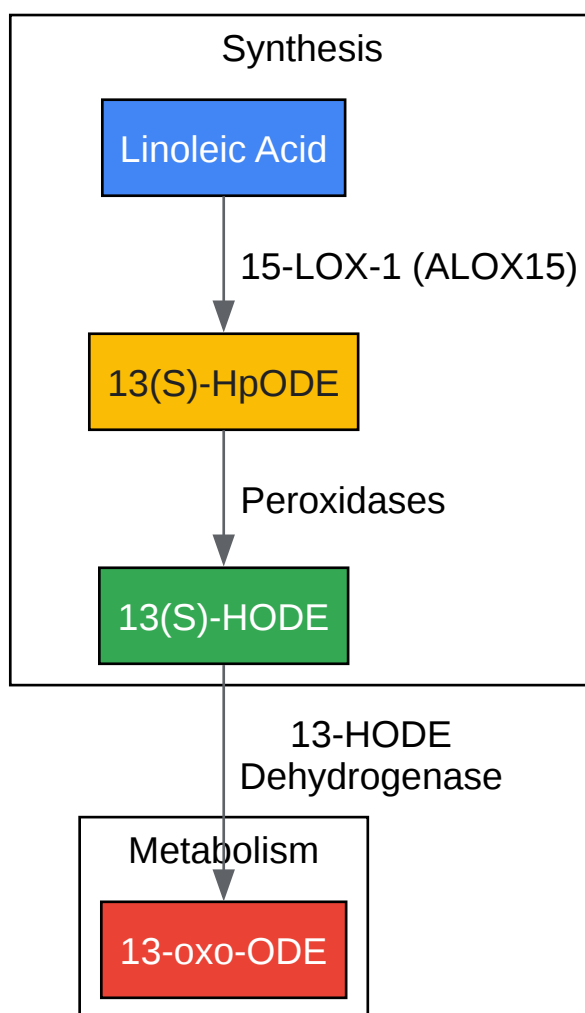 Synthesis
Linoleic Acid
15-LOX-1 (ALOX15)
13(S)-HpODE
Peroxidases
13(S)-HODE
13-HODE
Dehydrogenase
Metabolism
13-oxo-ODE